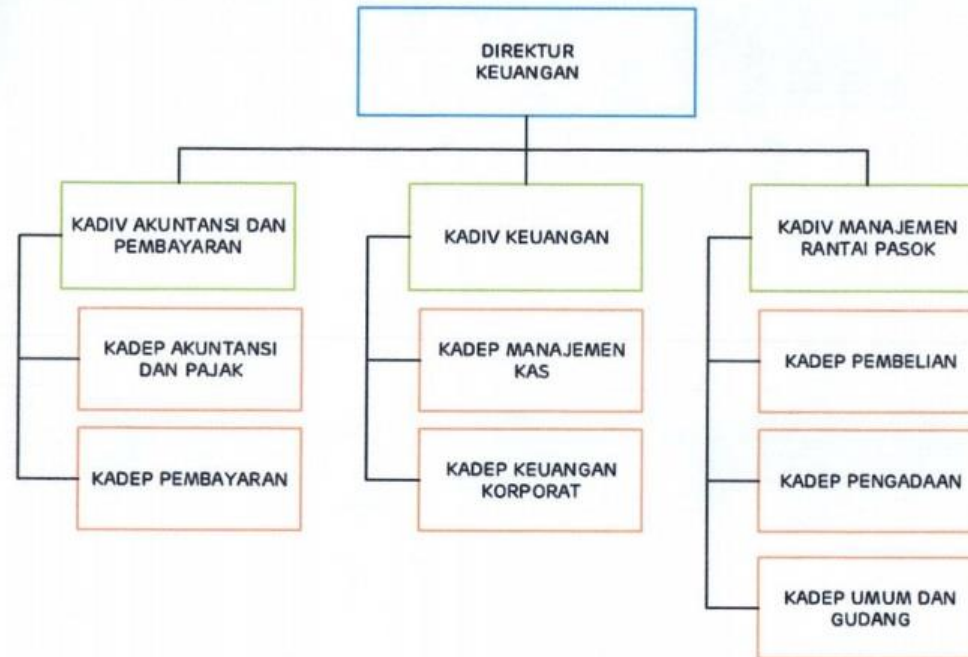 DIREKTUR
KEUANGAN
KADIV AKUNTANSI DAN
PEMBAYARAN
KADEP AKUNTANSI
DAN PAJAK
KADEP PEMBAYARAN
KADIV KEUANGAN
KADEP MANAJEMEN
KAS
KADEP KEUANGAN
KORPORAT
KADIV MANAJEMEN
RANTAI PASOK
KADEP PEMBELIAN
KADEP PENGADAAN
KADEP UMUM DAN
GUDANG